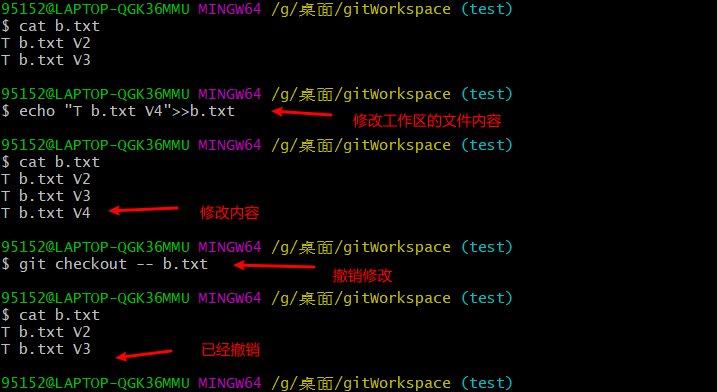 95152@LAPTOP-QGK36MMU MINGW64 /g/桌面/gitWorkspace (test)
$ cat b.txt
T b.txt V2
T b.txt V3
95152@LAPTOP-QGK36MMU MINGW64 /g/桌面/gitWorkspace (test)
$ echo "T b.txt V4">>b.txt
修改工作区的文件内容
95152@LAPTOP-QGK36MMU MINGW64 /g/桌面/gitWorkspace (test)
$ cat b.txt
T b.txt V2
T b.txt V3
T b.txt V4
修改内容
95152@LAPTOP-QGK36MMU MINGW64 /g/桌面/gitWorkspace (test)
$ git checkout -- b.txt
撤销修改
95152@LAPTOP-QGK36MMU MINGW64 /g/桌面/gitWorkspace (test)
$ cat b.txt
T b.txt V2
T b.txt V3
已经撤销
95152@LAPTOP-QGK36MMU MINGW64 /g/桌面/gitWorkspace (test)